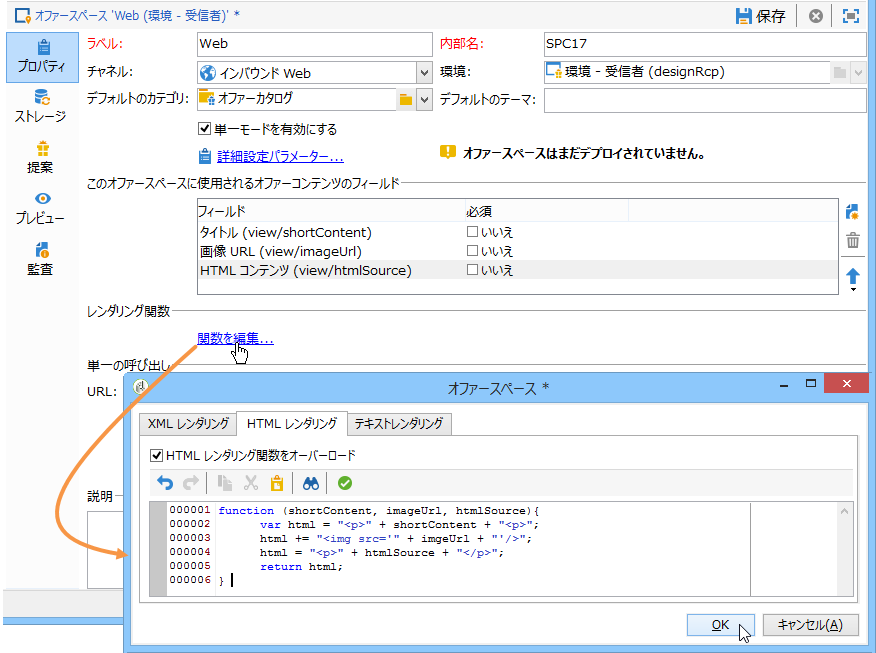 オファースペース 'Web (環境 - 受信者)' *
保存
プロパティ
ストレージ
提案
プレビュー
監査
ラベル: Web 内部名: SPC17
チャネル: インバウンド Web 環境: 環境 - 受信者 (designRcp)
デフォルトのカテゴリ: オファーカタログ デフォルトのテーマ:
単一モードを有効にする
詳細設定パラメーター... オファースペースはまだデプロイされていません。
このオファースペースに使用されるオファーコンテンツのフィールド
フィールド 必須
タイトル (view/shortContent) いいえ
画像 URL (view/imageUrl) いいえ
HTML コンテンツ (view/htmlSource) いいえ
レンダリング関数
関数を編集...
単一の呼び出し
URL:
説明
オファースペース *
XML レンダリング HTML レンダリング テキストレンダリング
HTML レンダリング関数をオーバーロード
000001 function (shortContent, imageUrl, htmlSource){
000002 var html = "<p>" + shortContent + "<p>";
000003 html += "<img src='" + imgeUrl + "'/>";
000004 html = "<p>" + htmlSource + "</p>";
000005 return html;
000006 }
OK キャンセル(A)